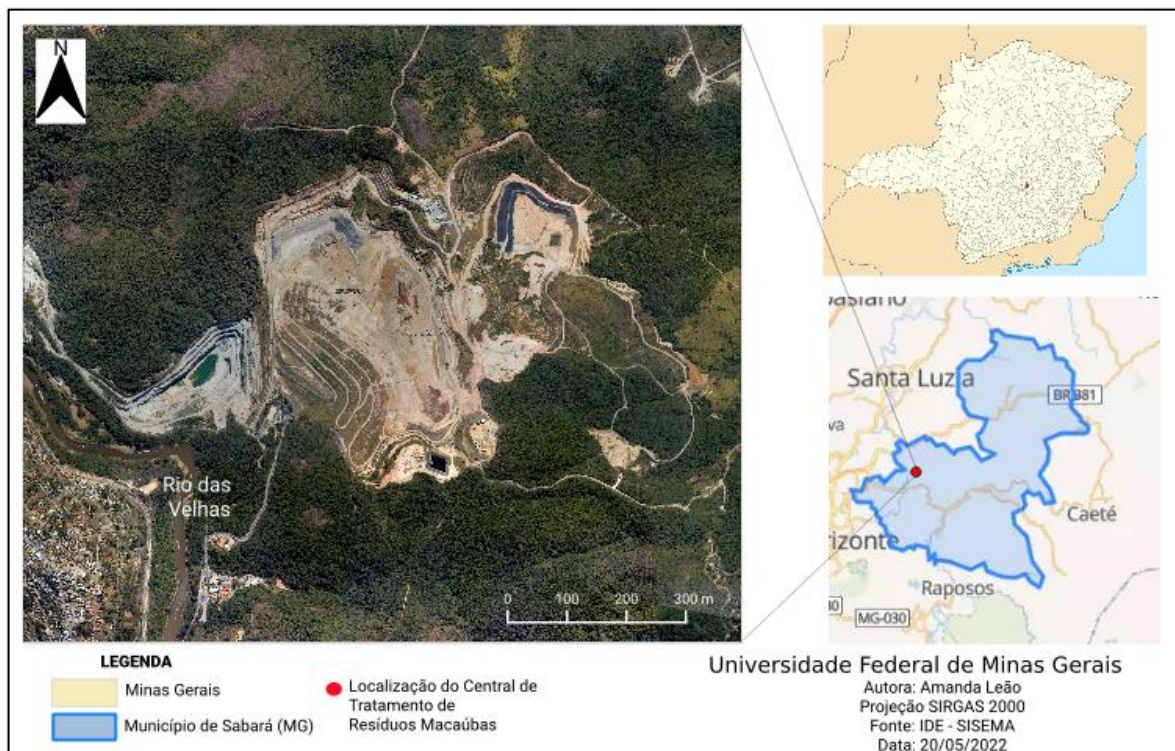 N
Rio das
Velhas
0 100 200 300 m
Santa Luzia
BR 381
Caeté
rizonte
Raposos
MG-030
LEGENDA
Minas Gerais
Município de Sabará (MG)
Localização do Central de
Tratamento de
Resíduos Macaúbas
Universidade Federal de Minas Gerais
Autora: Amanda Leão
Projeção SIRGAS 2000
Fonte: IDE - SISEMA
Data: 20/05/2022